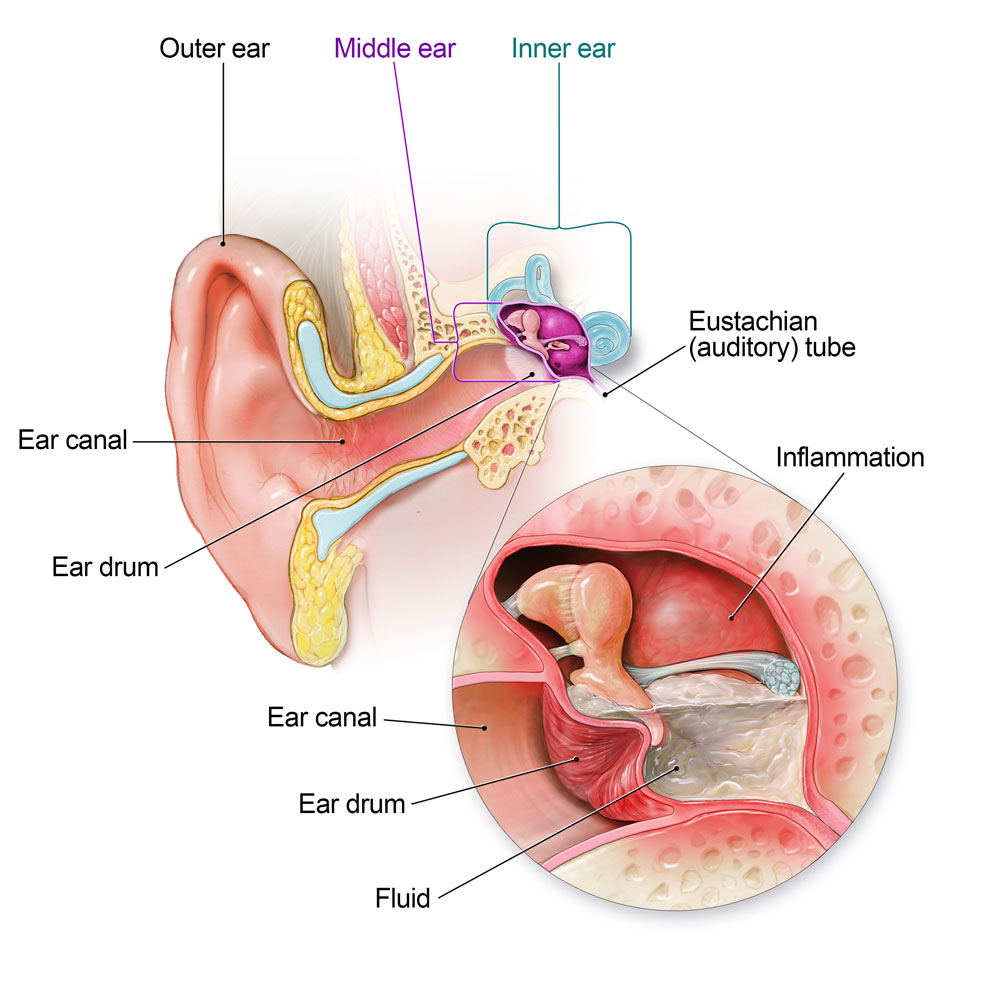 Outer ear
Middle ear
Inner ear
Eustachian
(auditory) tube
Ear canal
Inflammation
Ear drum
Ear canal
Ear drum
Fluid